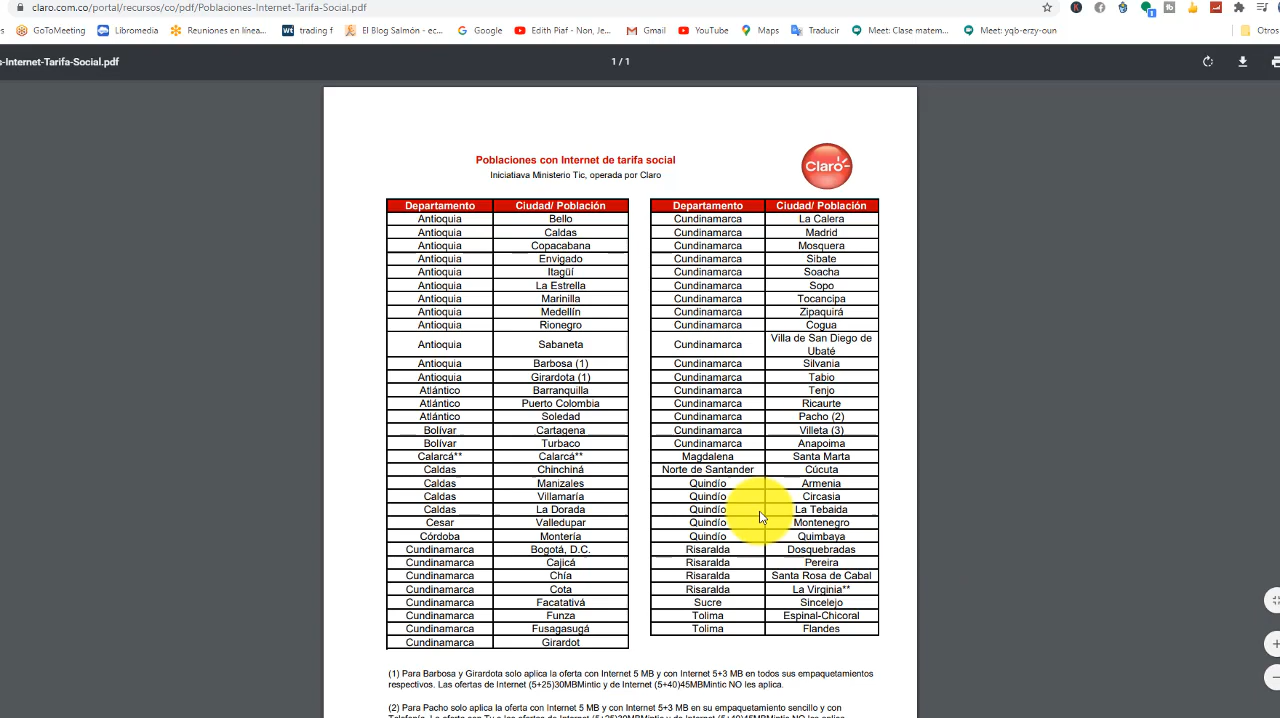 claro.com.co/portal/recursos/co/pdf/Poblaciones-Internet-Tarifa-Social.pdf
GoToMeeting Libromedia Reuniones en línea... trading f El Blog Salmón - ec... Google Edith Piaf - Non, Je,... Gmail YouTube Maps Traducir Meet: Clase matem... Meet: yqb-erzy-oun Otros
-Internet-Tarifa-Social.pdf 1 / 1
Poblaciones con Internet de tarifa social
Iniciatiava Ministerio Tic, operada por Claro
Claro
Departamento Ciudad/ Población
Antioquia Bello
Antioquia Caldas
Antioquia Copacabana
Antioquia Envigado
Antioquia Itagüí
Antioquia La Estrella
Antioquia Marinilla
Antioquia Medellín
Antioquia Rionegro
Antioquia Sabaneta
Antioquia Barbosa (1)
Antioquia Girardota (1)
Atlántico Barranquilla
Atlántico Puerto Colombia
Atlántico Soledad
Bolívar Cartagena
Bolívar Turbaco
Calarcá** Calarcá**
Caldas Chinchiná
Caldas Manizales
Caldas Villamaría
Caldas La Dorada
Cesar Valledupar
Córdoba Montería
Cundinamarca Bogotá, D.C.
Cundinamarca Cajicá
Cundinamarca Chía
Cundinamarca Cota
Cundinamarca Facatativá
Cundinamarca Funza
Cundinamarca Fusagasugá
Cundinamarca Girardot
Departamento Ciudad/ Población
Cundinamarca La Calera
Cundinamarca Madrid
Cundinamarca Mosquera
Cundinamarca Sibate
Cundinamarca Soacha
Cundinamarca Sopo
Cundinamarca Tocancipa
Cundinamarca Zipaquirá
Cundinamarca Cogua
Cundinamarca Villa de San Diego de
Ubaté
Cundinamarca Silvania
Cundinamarca Tabio
Cundinamarca Tenjo
Cundinamarca Ricaurte
Cundinamarca Pacho (2)
Cundinamarca Villeta (3)
Cundinamarca Anapoima
Magdalena Santa Marta
Norte de Santander Cúcuta
Quindío Armenia
Quindío Circasia
Quindío La Tebaida
Quindío Montenegro
Quindío Quimbaya
Risaralda Dosquebradas
Risaralda Pereira
Risaralda Santa Rosa de Cabal
Risaralda La Virginia**
Sucre Sincelejo
Tolima Espinal-Chicoral
Tolima Flandes
(1) Para Barbosa y Girardota solo aplica la oferta con Internet 5 MB y con Internet 5+3 MB en todos sus empaquetamientos
respectivos. Las ofertas de Internet (5+25)30MBMintic y de Internet (5+40)45MBMintic NO les aplica.
(2) Para Pacho solo aplica la oferta con Internet 5 MB y con Internet 5+3 MB en su empaquetamiento sencillo y con